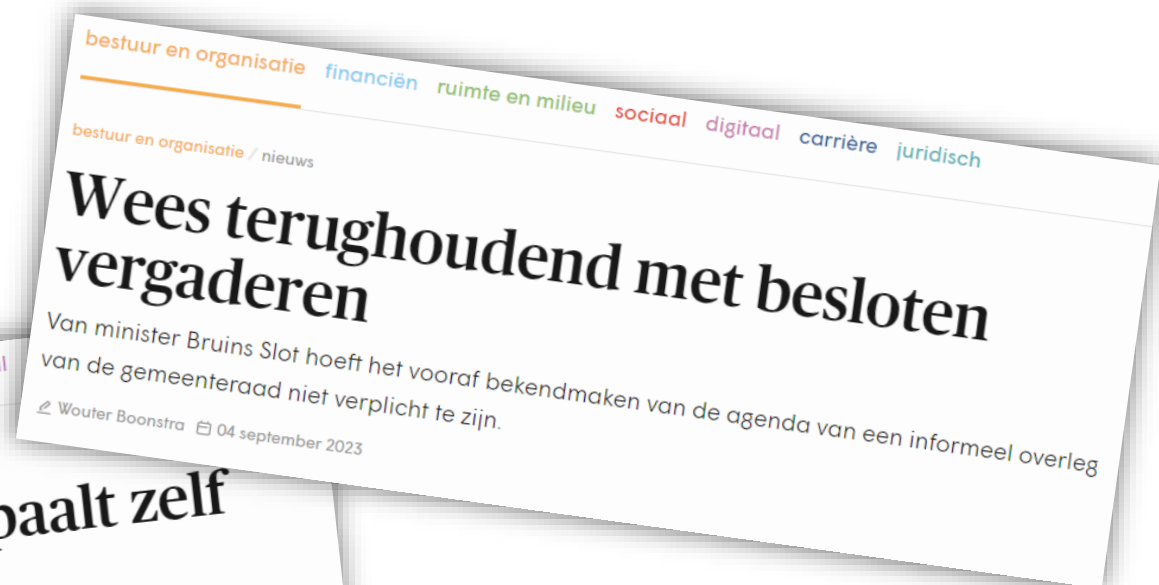 bestuur en organisatie financiën ruimte en milieu sociaal digitaal carrière juridisch
bestuur en organisatie / nieuws
Wees terughoudend met besloten
vergaderen
Van minister Bruins Slot hoeft het vooraf bekendmaken van de agenda van een informeel overleg
van de gemeenteraad niet verplicht te zijn.
Wouter Boonstra 04 september 2023
paalt zelf